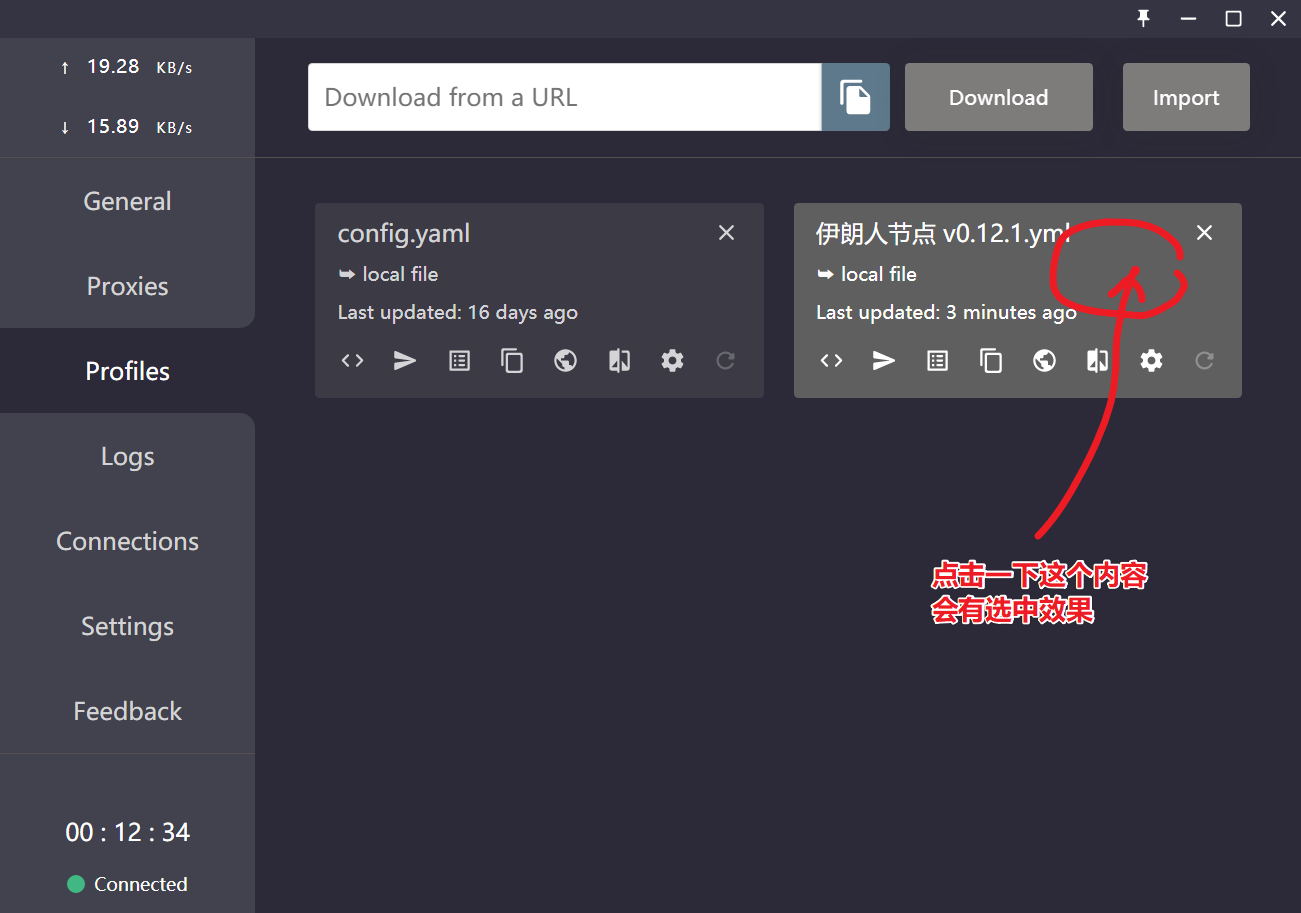 ↑ 19.28 KB/s
↓ 15.89 KB/s
General
Proxies
Profiles
Logs
Connections
Settings
Feedback
00 : 12 : 34
Connected
Download from a URL
Download
Import
config.yaml
local file
Last updated: 16 days ago
伊朗人节点 v0.12.1.yml
local file
Last updated: 3 minutes ago
点击一下这个内容
会有选中效果